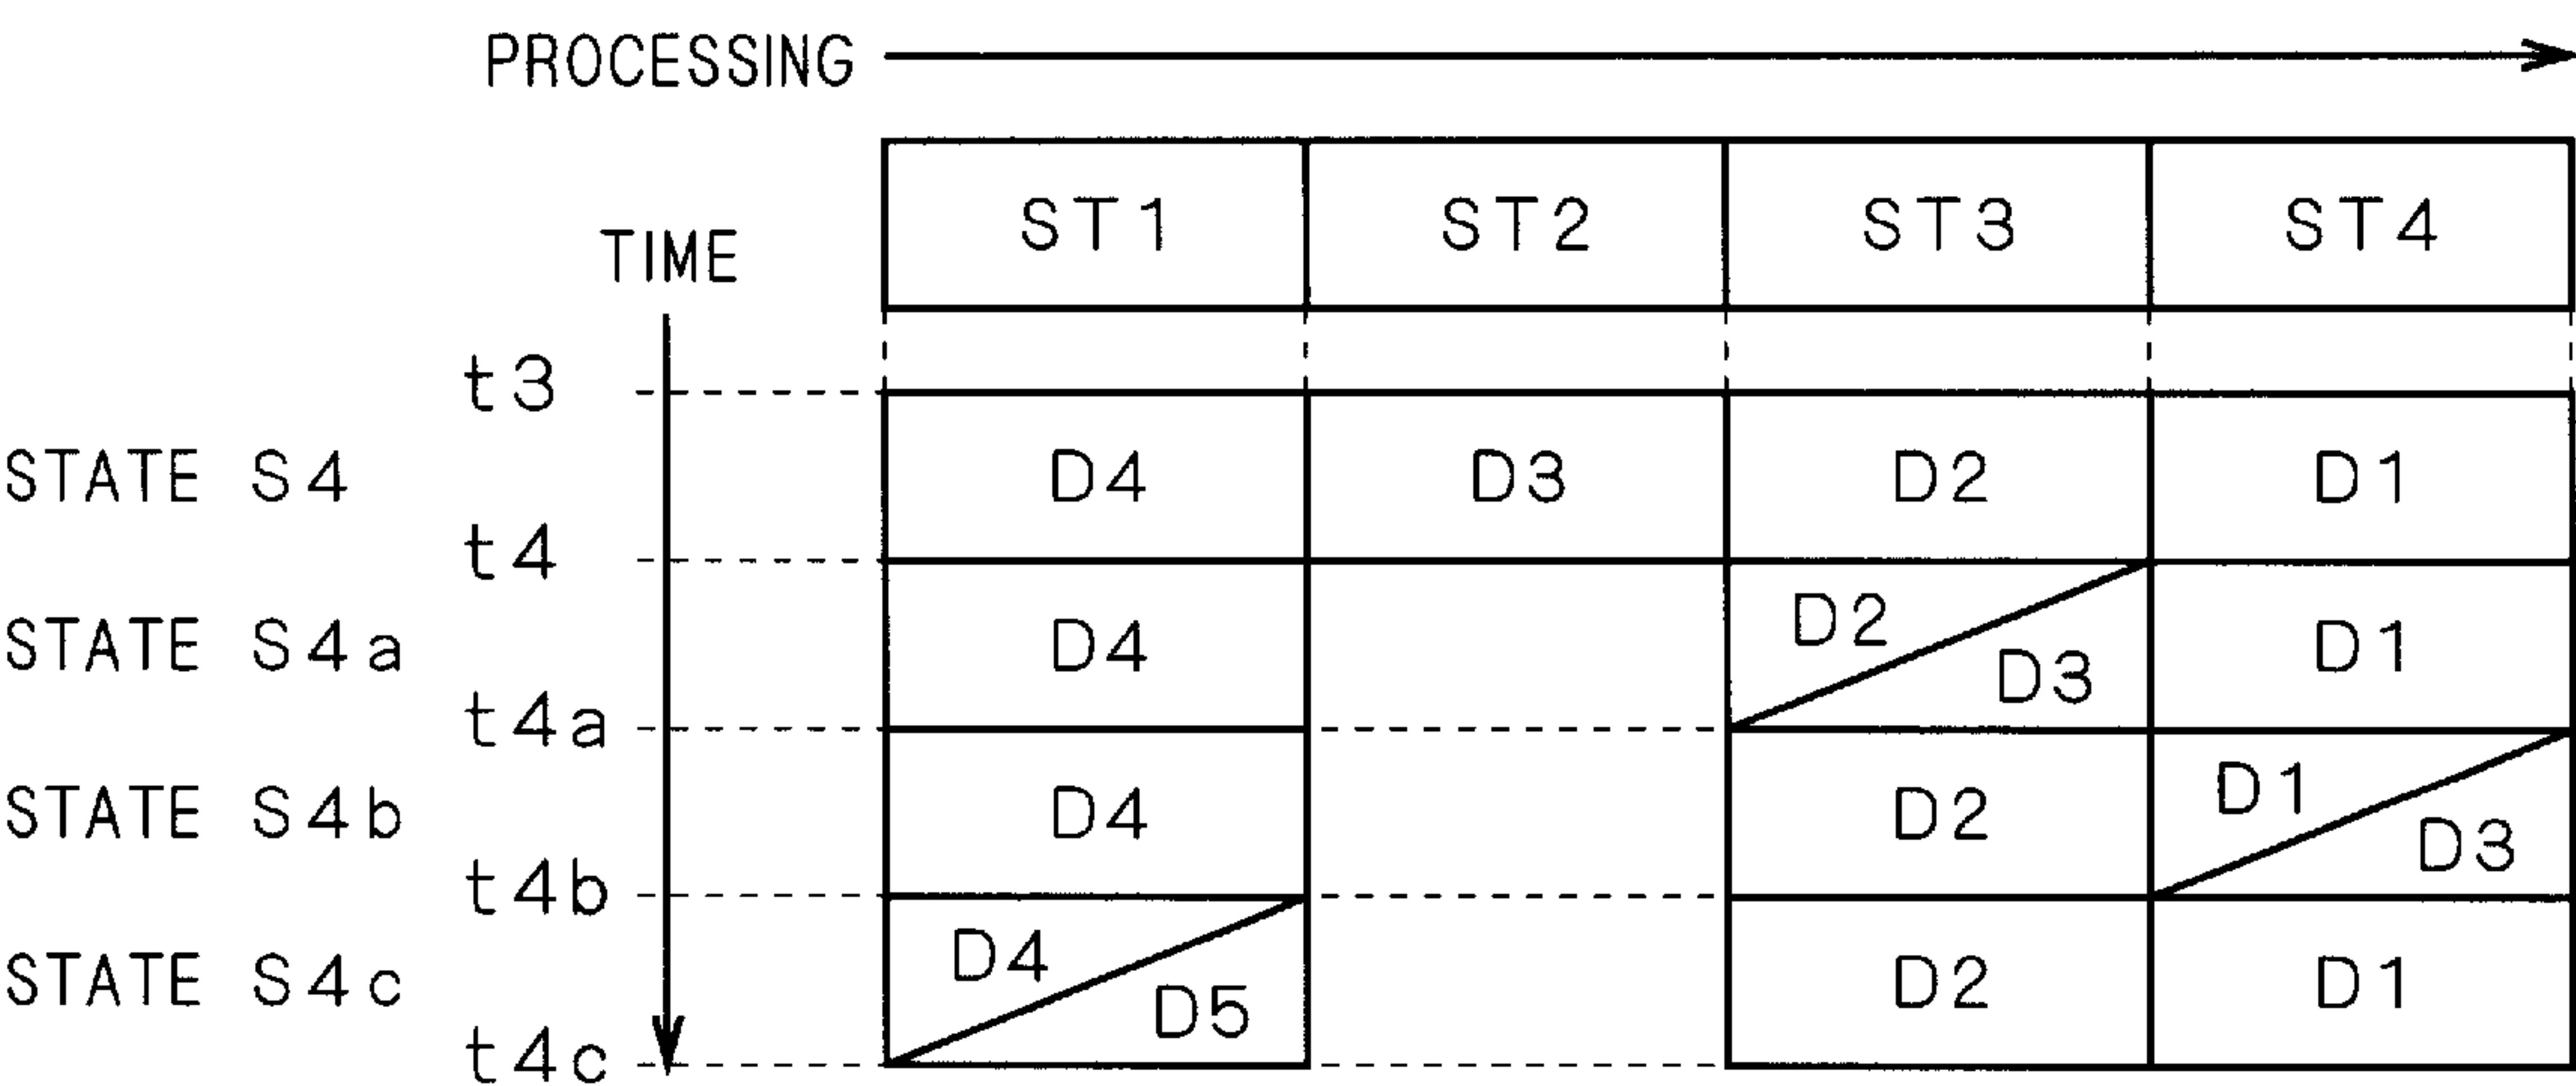 PROCESSING
ST1 ST2 ST3 ST4
TIME
t3
STATE S4 D4 D3 D2 D1
t4
STATE S4a D4 D2 D3 D1
t4a
STATE S4b D4 D2 D1 D3
t4b
STATE S4c D4 D5 D2 D1
t4c